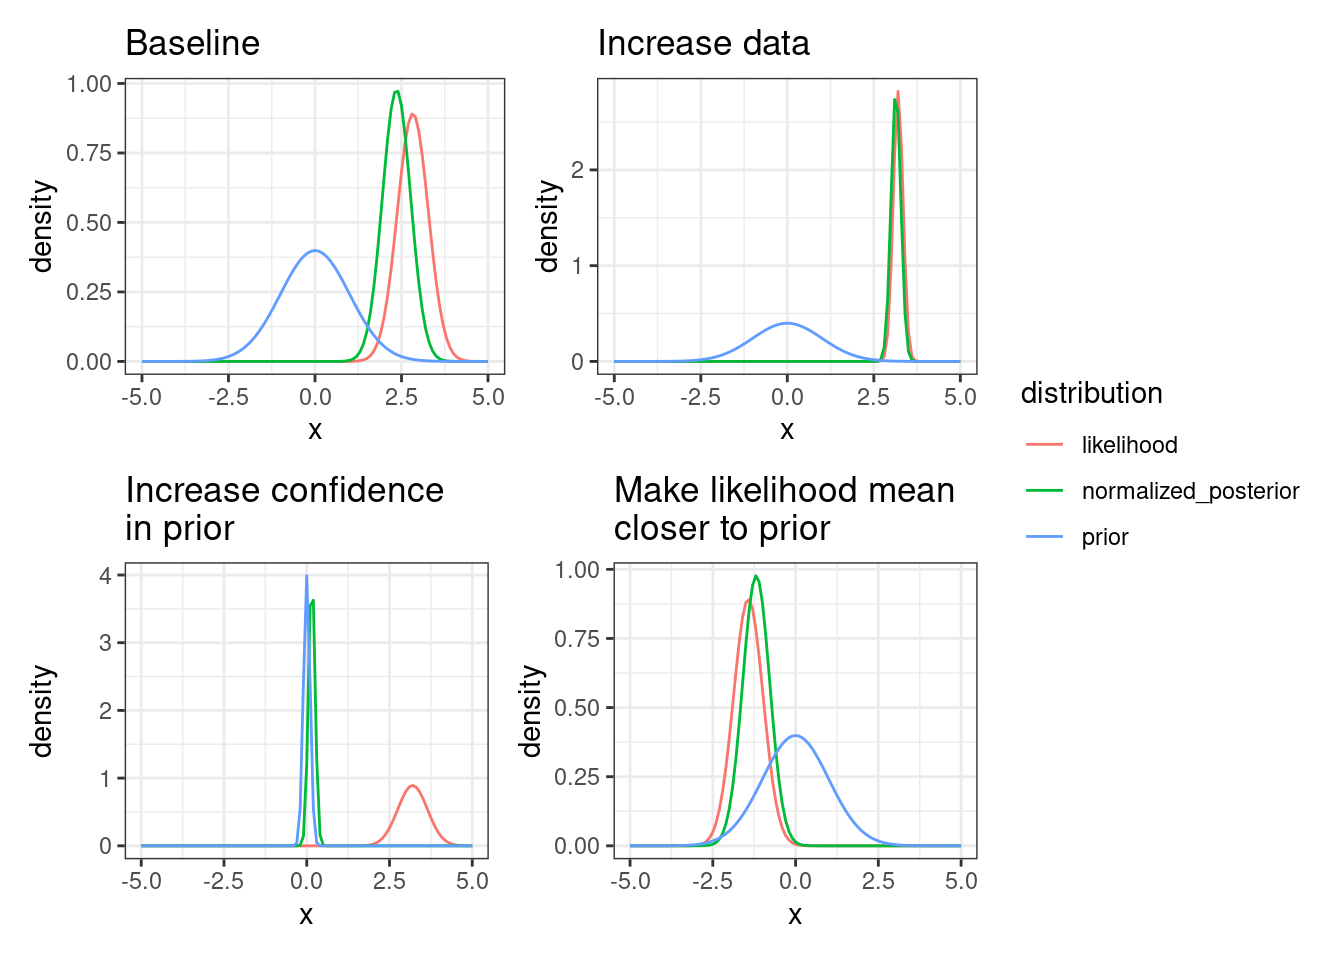 Baseline
1.00
0.75
0.50
0.25
0.00
density
-5.0 -2.5 0.0 2.5 5.0
x
Increase data
2
1
0
density
-5.0 -2.5 0.0 2.5 5.0
x
Increase confidence
in prior
4
3
2
1
0
density
-5.0 -2.5 0.0 2.5 5.0
x
Make likelihood mean
closer to prior
1.00
0.75
0.50
0.25
0.00
density
-5.0 -2.5 0.0 2.5 5.0
x
distribution
likelihood
normalized_posterior
prior